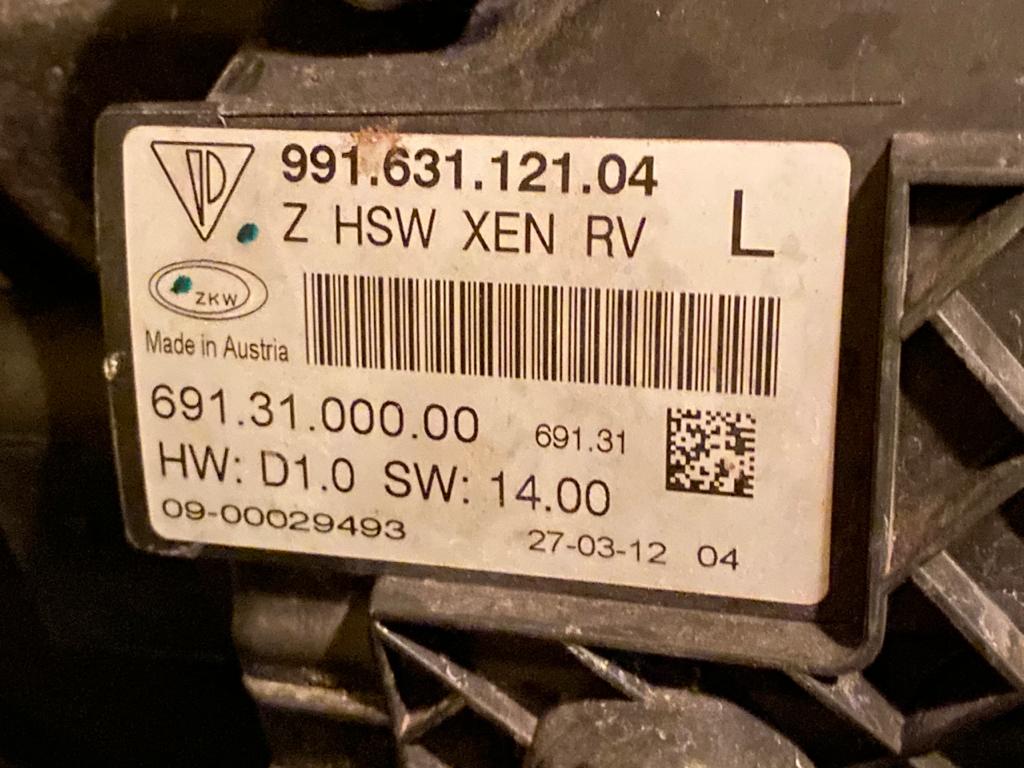 991.631.121.04
Z HSW XEN RV L
ZKW
Made in Austria
691.31.000.00 691.31
HW: D1.0 SW: 14.00
09-00029493 27-03-12 04